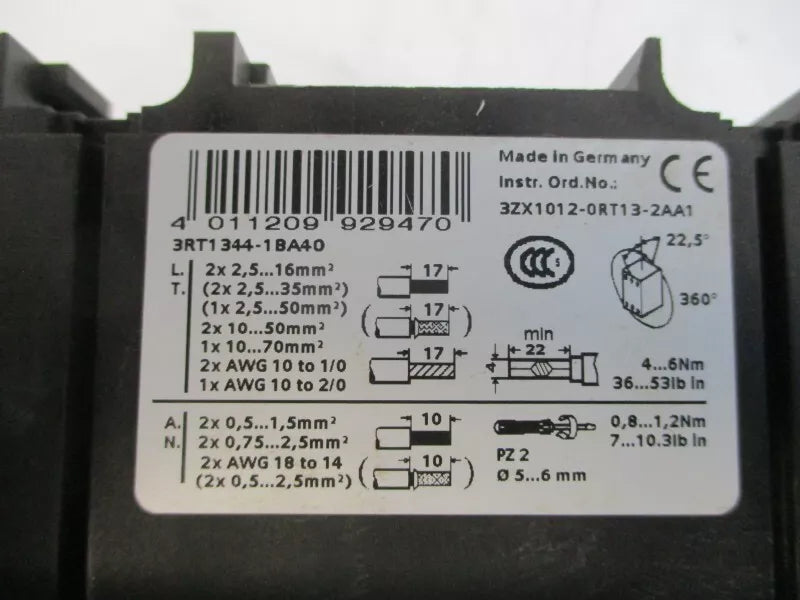 4 011209 929470
3RT1344-1BA40
Made in Germany
Instr. Ord.No.:
3ZX1012-0RT13-2AA1
CE
CCC S
22,5°
360°
L. 2x 2,5...16mm²
T. (2x 2,5...35mm²)
(1x 2,5...50mm²)
2x 10...50mm²
1x 10...70mm²
2x AWG 10 to 1/0
1x AWG 10 to 2/0
17
17
17
min
22
4
4...6Nm
36...53lb in
A. 2x 0,5...1,5mm²
N. 2x 0,75...2,5mm²
2x AWG 18 to 14
(2x 0,5...2,5mm²)
10
10
PZ 2
Ø 5...6 mm
0,8...1,2Nm
7...10.3lb in